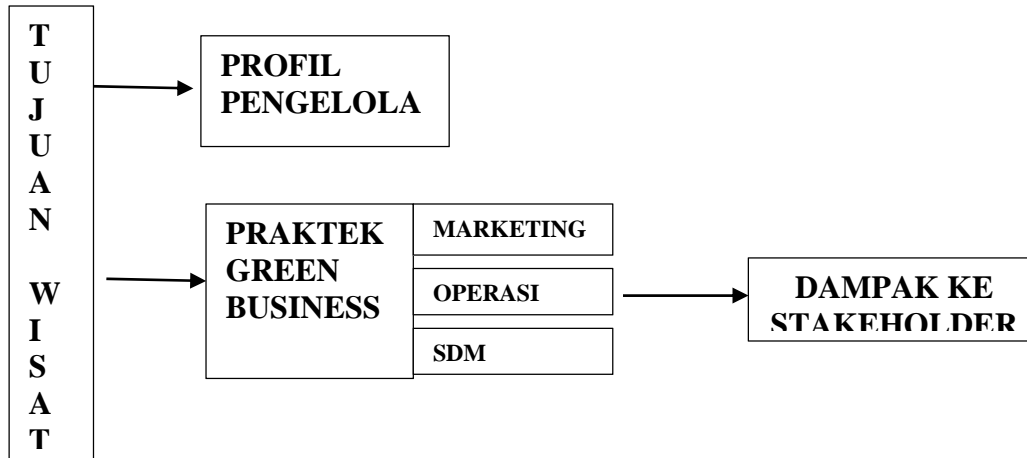 T
U
J
U
A
N
W
I
S
A
T
PROFIL
PENGELOLA
PRAKTEK
GREEN
BUSINESS
MARKETING
OPERASI
SDM
DAMPAK KE
STAKEHOLDER